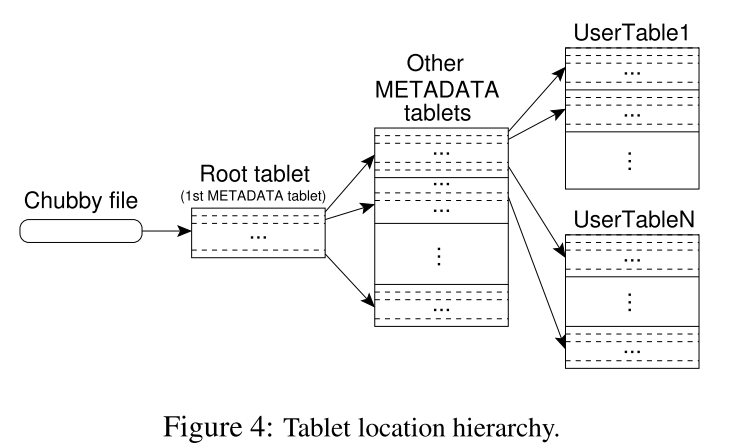 UserTable1
...
...
⋮
Other
METADATA
tablets
...
...
...
⋮
...
Root tablet
(1st METADATA tablet)
...
Chubby file
UserTableN
...
⋮
...
Figure 4: Tablet location hierarchy.